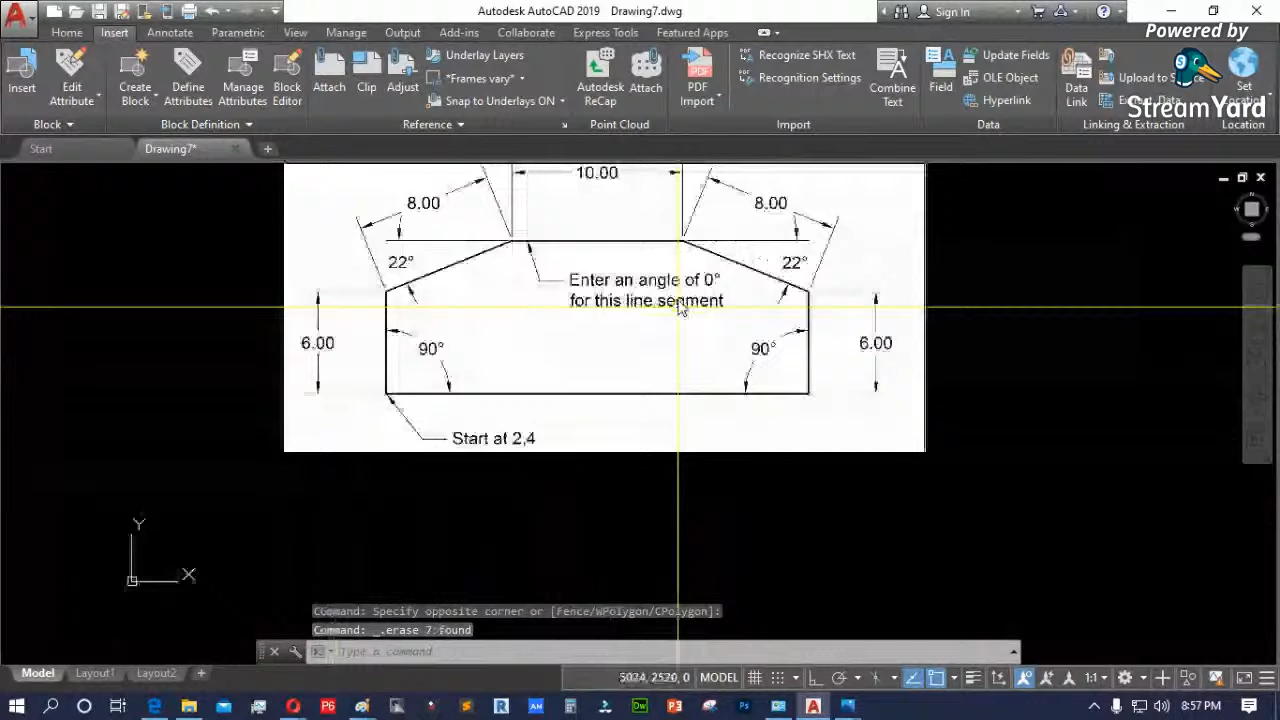 Autodesk AutoCAD 2019 Drawing7.dwg
Sign In
Powered by
StreamYard
Home Insert Annotate Parametric View Manage Output Add-ins Collaborate Express Tools Featured Apps
Insert
Edit Attribute
Create Block
Define Attributes
Manage Attributes
Block Editor
Attach
Clip
Adjust
Underlay Layers
*Frames vary*
Snap to Underlays ON
Autodesk ReCap
Attach
PDF Import
Recognize SHX Text
Recognition Settings
Combine Text
Field
Update Fields
OLE Object
Hyperlink
Data Link
Set
Block Block Definition Reference Point Cloud Import Data Linking & Extraction Location
Start Drawing7*
10.00
8.00
8.00
22°
22°
Enter an angle of 0°
for this line segment
6.00
90°
90°
6.00
Start at 2,4
Y
X
Command: Specify opposite corner or [Fence/WPolygon/CPolygon]:
Command: _.erase 7 found
Type a command
Model Layout1 Layout2
MODEL
1:1
8:57 PM